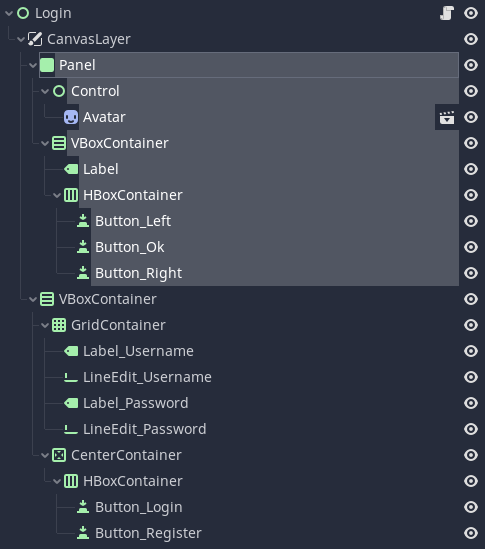 Login
CanvasLayer
Panel
Control
Avatar
VBoxContainer
Label
HBoxContainer
Button_Left
Button_Ok
Button_Right
VBoxContainer
GridContainer
Label_Username
LineEdit_Username
Label_Password
LineEdit_Password
CenterContainer
HBoxContainer
Button_Login
Button_Register